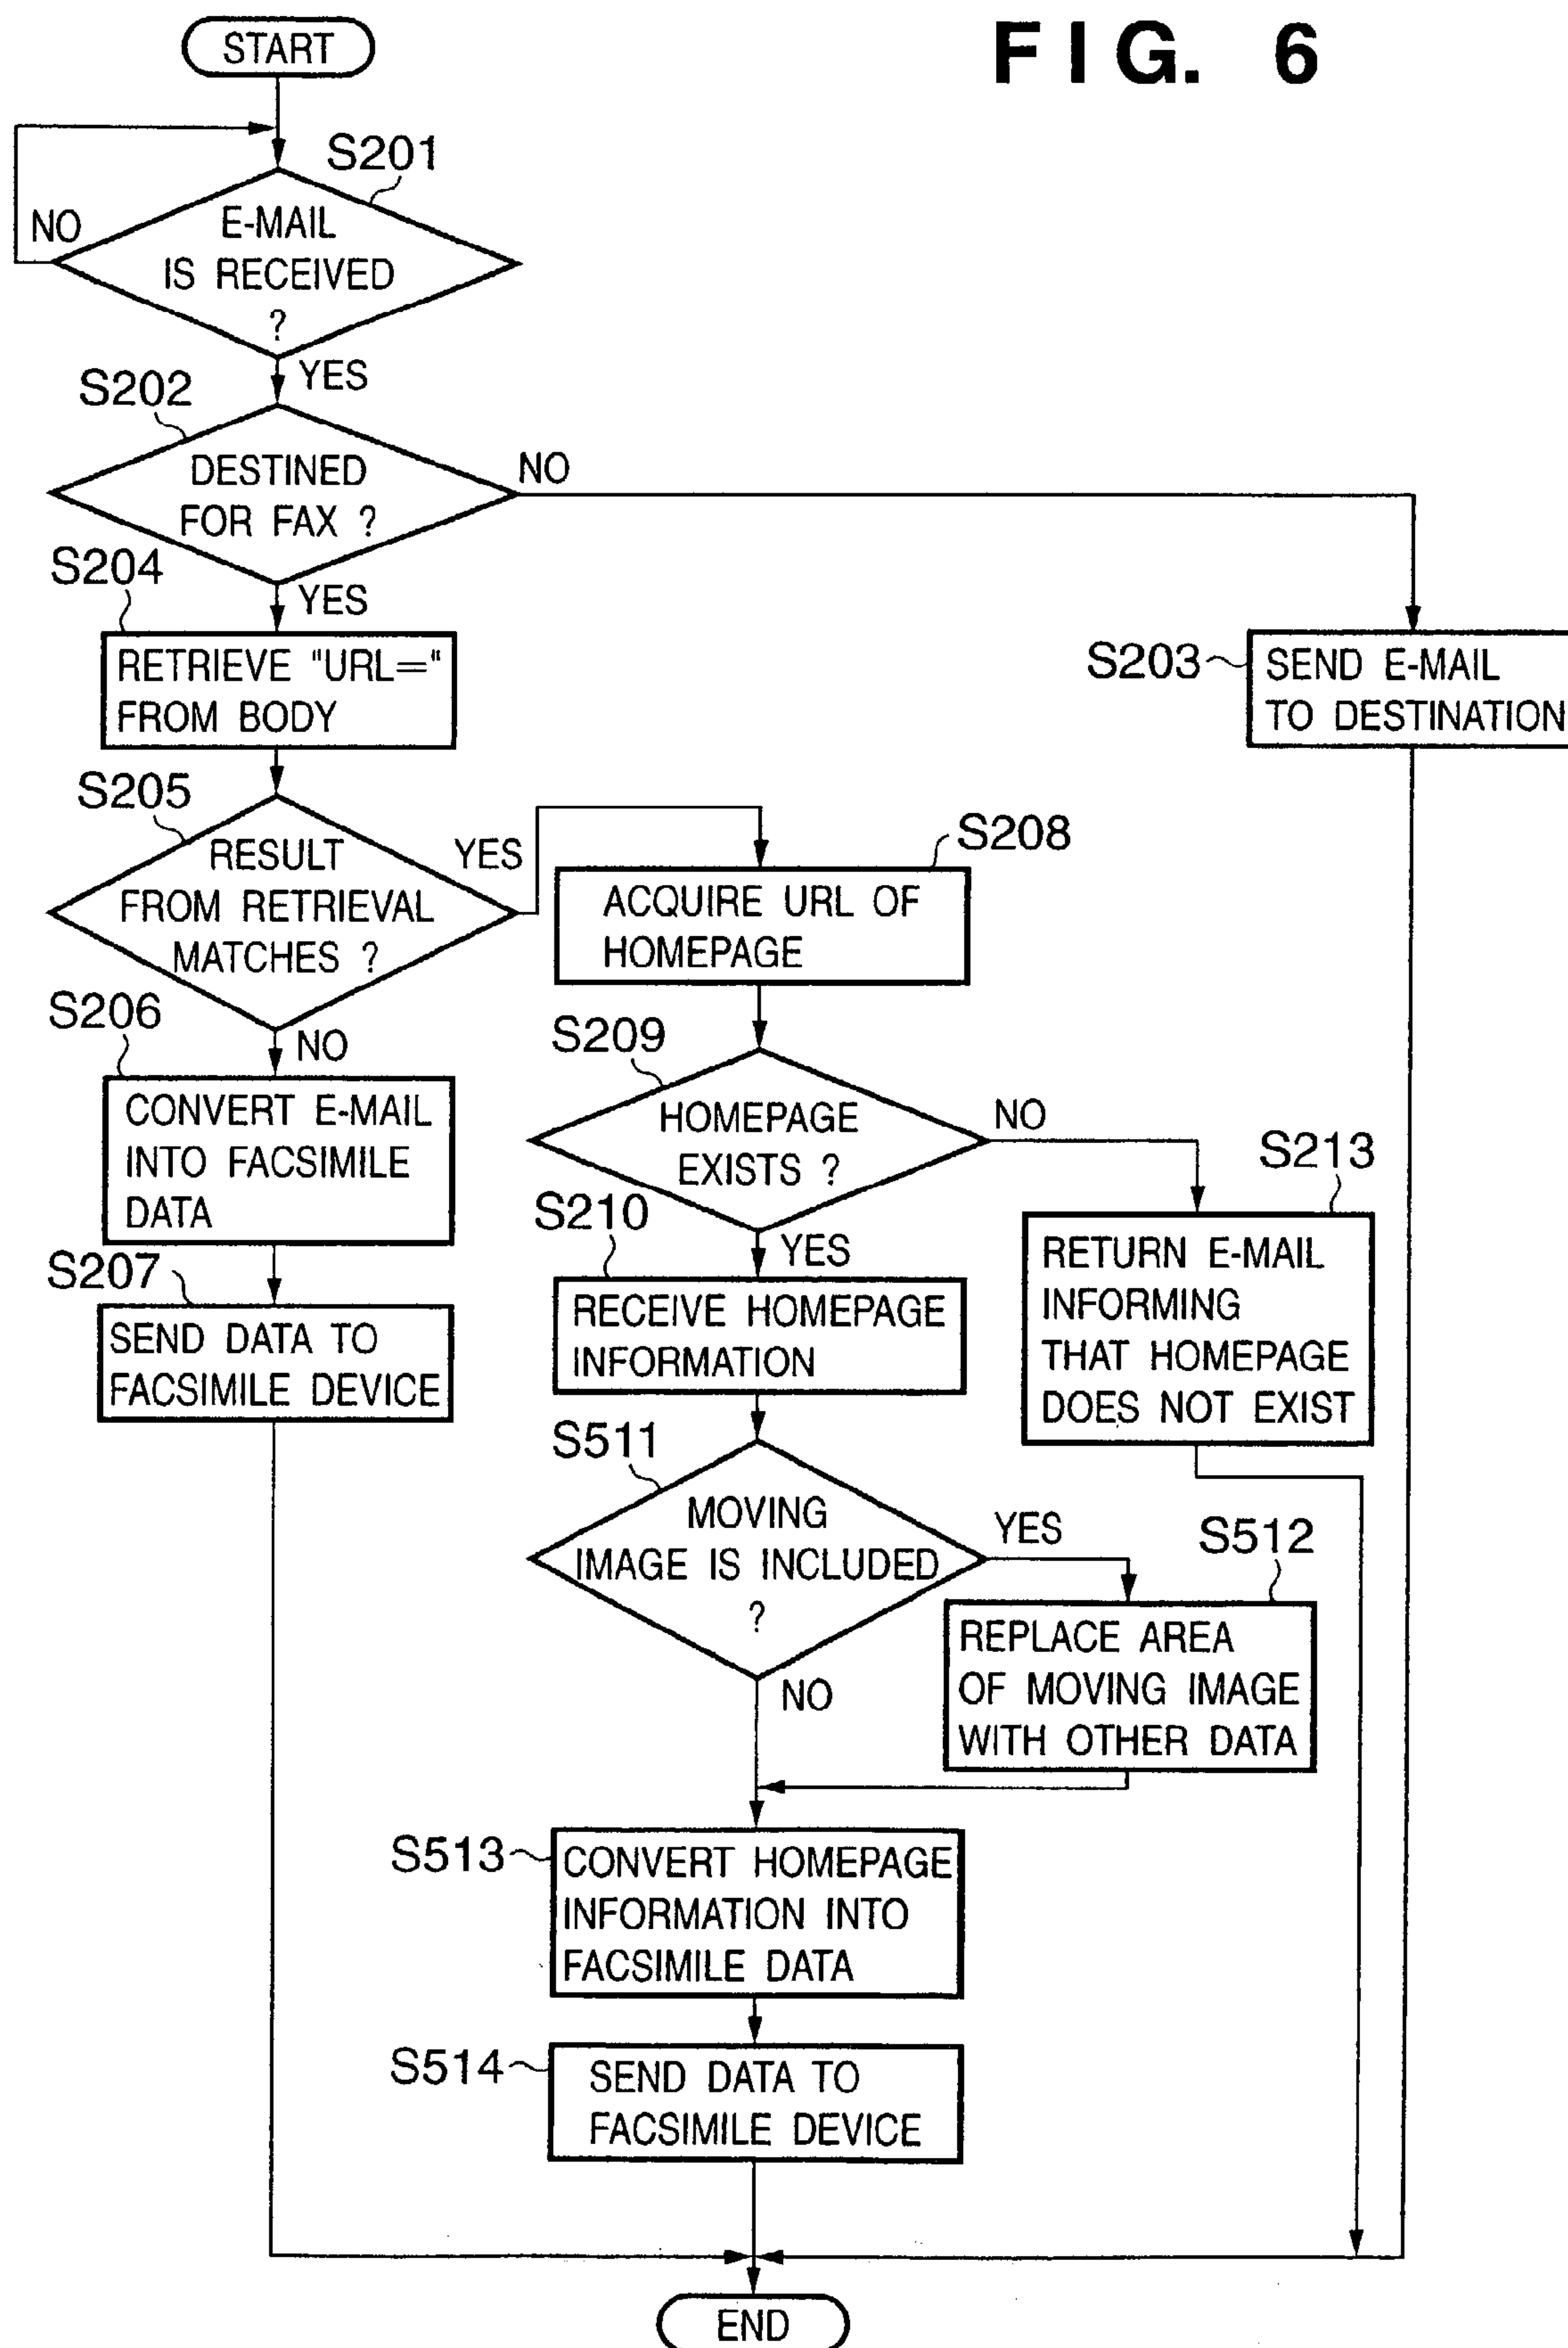 FIG. 6
START
S201
NO
E-MAIL
IS RECEIVED
?
YES
S202
DESTINED
FOR FAX ?
NO
S204
YES
RETRIEVE "URL="
FROM BODY
S203
SEND E-MAIL
TO DESTINATION
S205
RESULT
FROM RETRIEVAL
MATCHES ?
YES
S208
ACQUIRE URL OF
HOMEPAGE
S206
NO
CONVERT E-MAIL
INTO FACSIMILE
DATA
S209
HOMEPAGE
EXISTS ?
NO
S213
RETURN E-MAIL
INFORMING
THAT HOMEPAGE
DOES NOT EXIST
S207
SEND DATA TO
FACSIMILE DEVICE
S210
YES
RECEIVE HOMEPAGE
INFORMATION
S511
MOVING
IMAGE IS INCLUDED
?
YES
S512
REPLACE AREA
OF MOVING IMAGE
WITH OTHER DATA
NO
S513
CONVERT HOMEPAGE
INFORMATION INTO
FACSIMILE DATA
S514
SEND DATA TO
FACSIMILE DEVICE
END